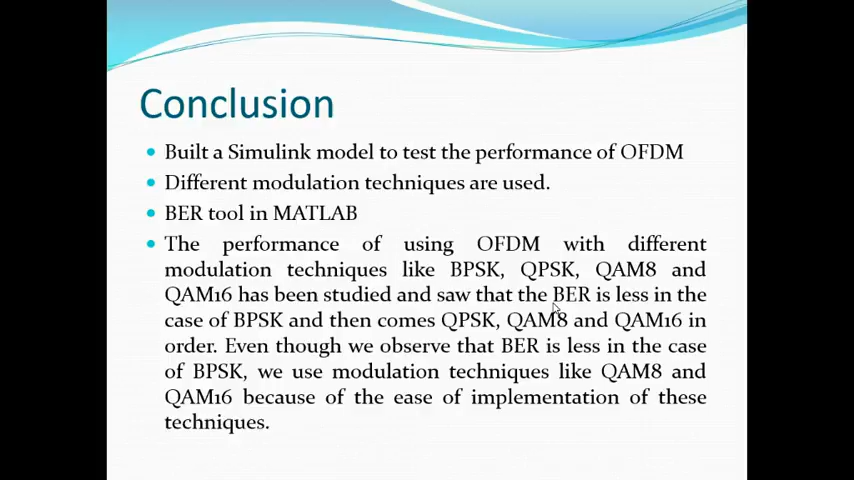 Conclusion
Built a Simulink model to test the performance of OFDM
Different modulation techniques are used.
BER tool in MATLAB
The performance of using OFDM with different
modulation techniques like BPSK, QPSK, QAM8 and
QAM16 has been studied and saw that the BER is less in the
case of BPSK and then comes QPSK, QAM8 and QAM16 in
order. Even though we observe that BER is less in the case
of BPSK, we use modulation techniques like QAM8 and
QAM16 because of the ease of implementation of these
techniques.